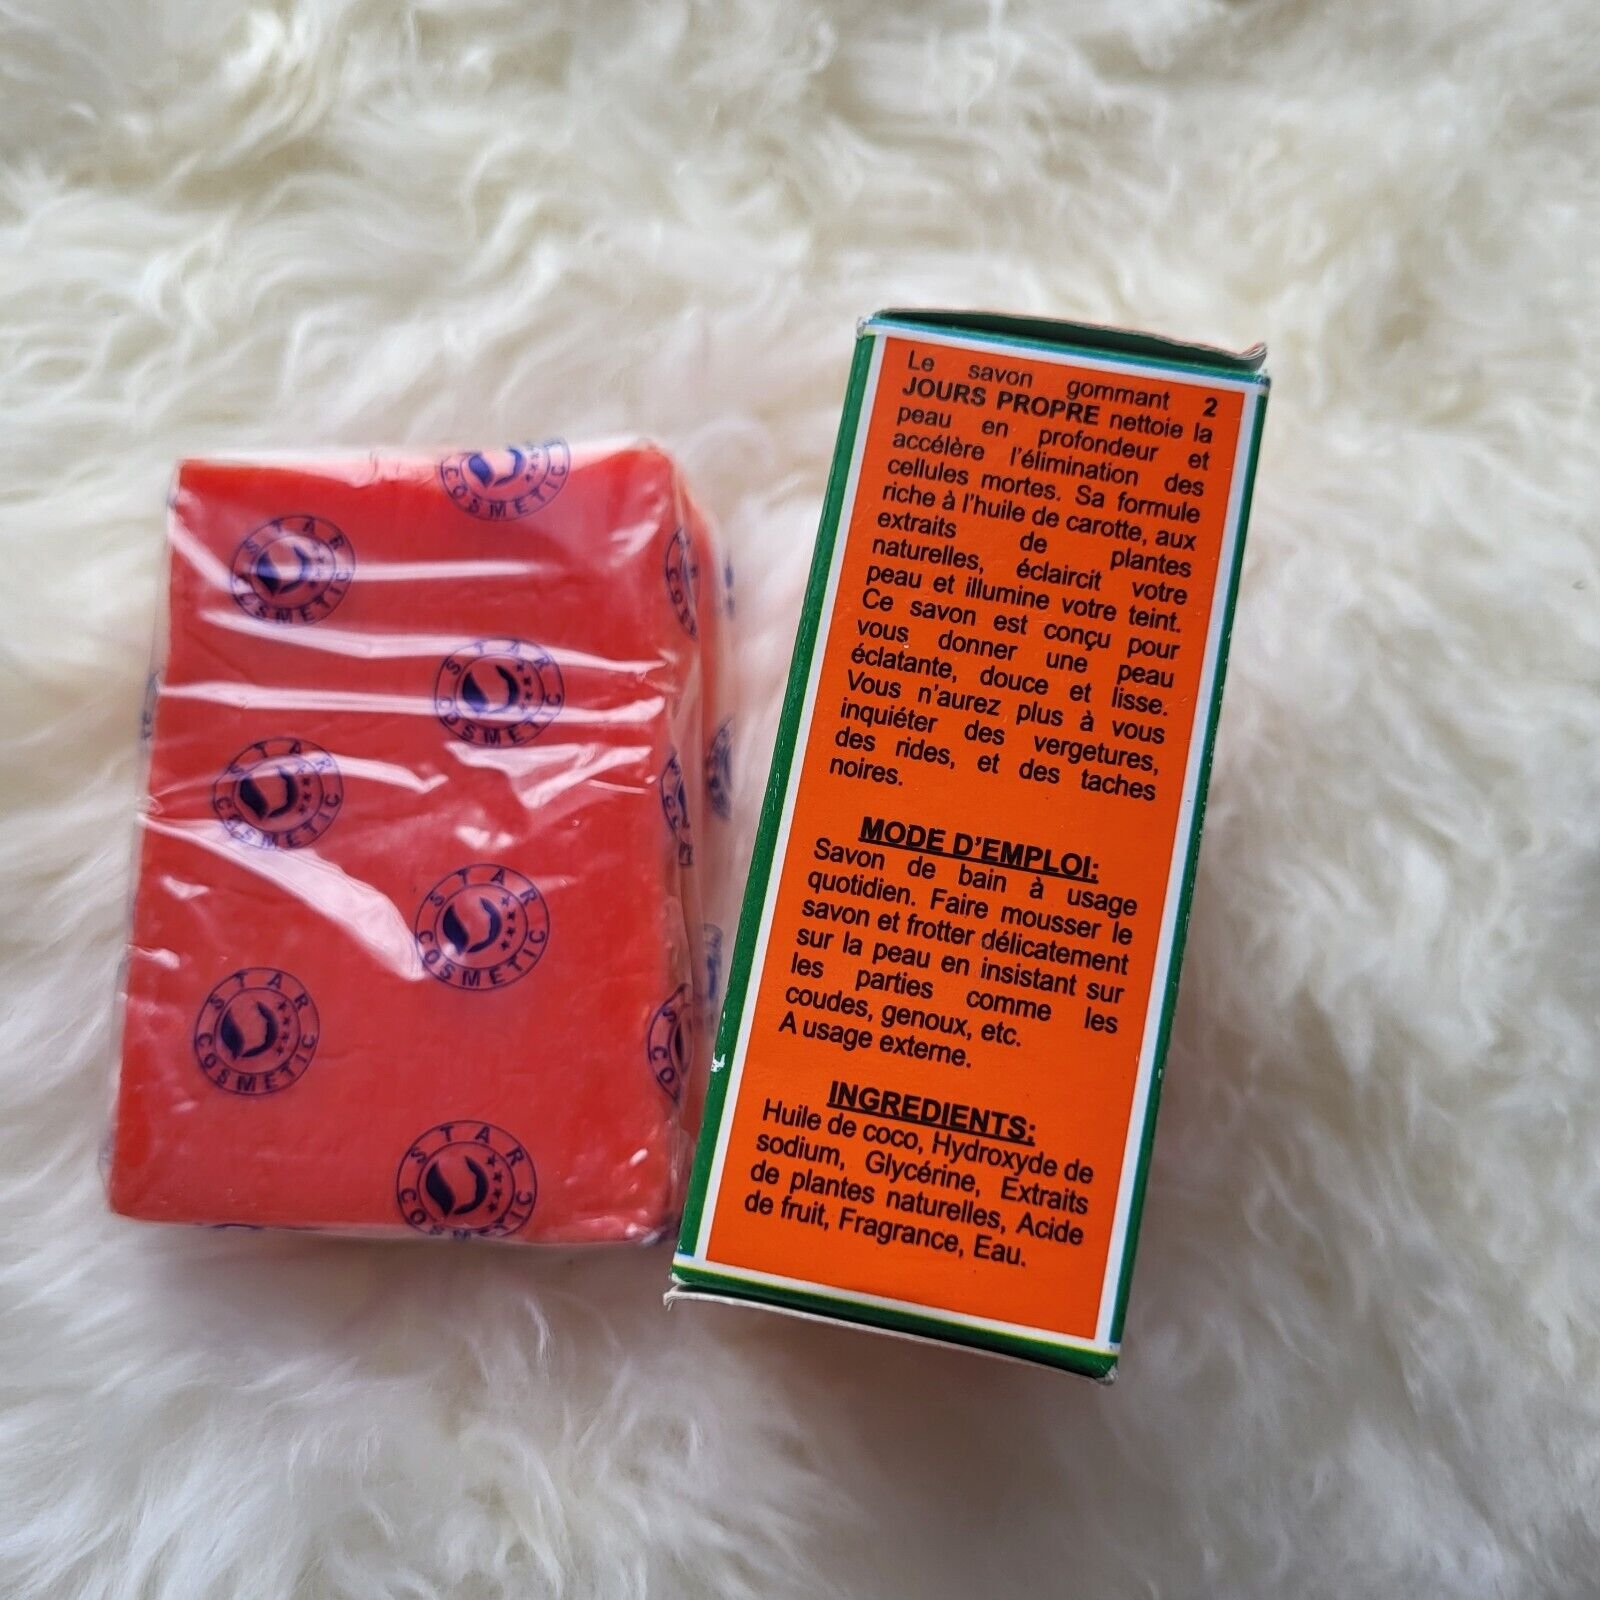 STAR COSMETIC
STAR COSMETIC
STAR COSMETIC
STAR COSMETIC
STAR COSMETIC
STAR COSMETIC
STAR COSMETIC
Le savon gommant 2
JOURS PROPRE nettoie la
peau en profondeur et
accélère l'élimination des
cellules mortes. Sa formule
riche à l'huile de carotte, aux
extraits de plantes
naturelles, éclaircit votre
peau et illumine votre teint.
Ce savon est conçu pour
vous donner une peau
éclatante, douce et lisse.
Vous n'aurez plus à vous
inquiéter des vergetures,
des rides, et des taches
noires.
MODE D'EMPLOI:
Savon de bain à usage
quotidien. Faire mousser le
savon et frotter délicatement
sur la peau en insistant sur
les parties comme les
coudes, genoux, etc.
A usage externe.
INGREDIENTS:
Huile de coco, Hydroxyde de
sodium, Glycérine, Extraits
de plantes naturelles, Acide
de fruit, Fragrance, Eau.